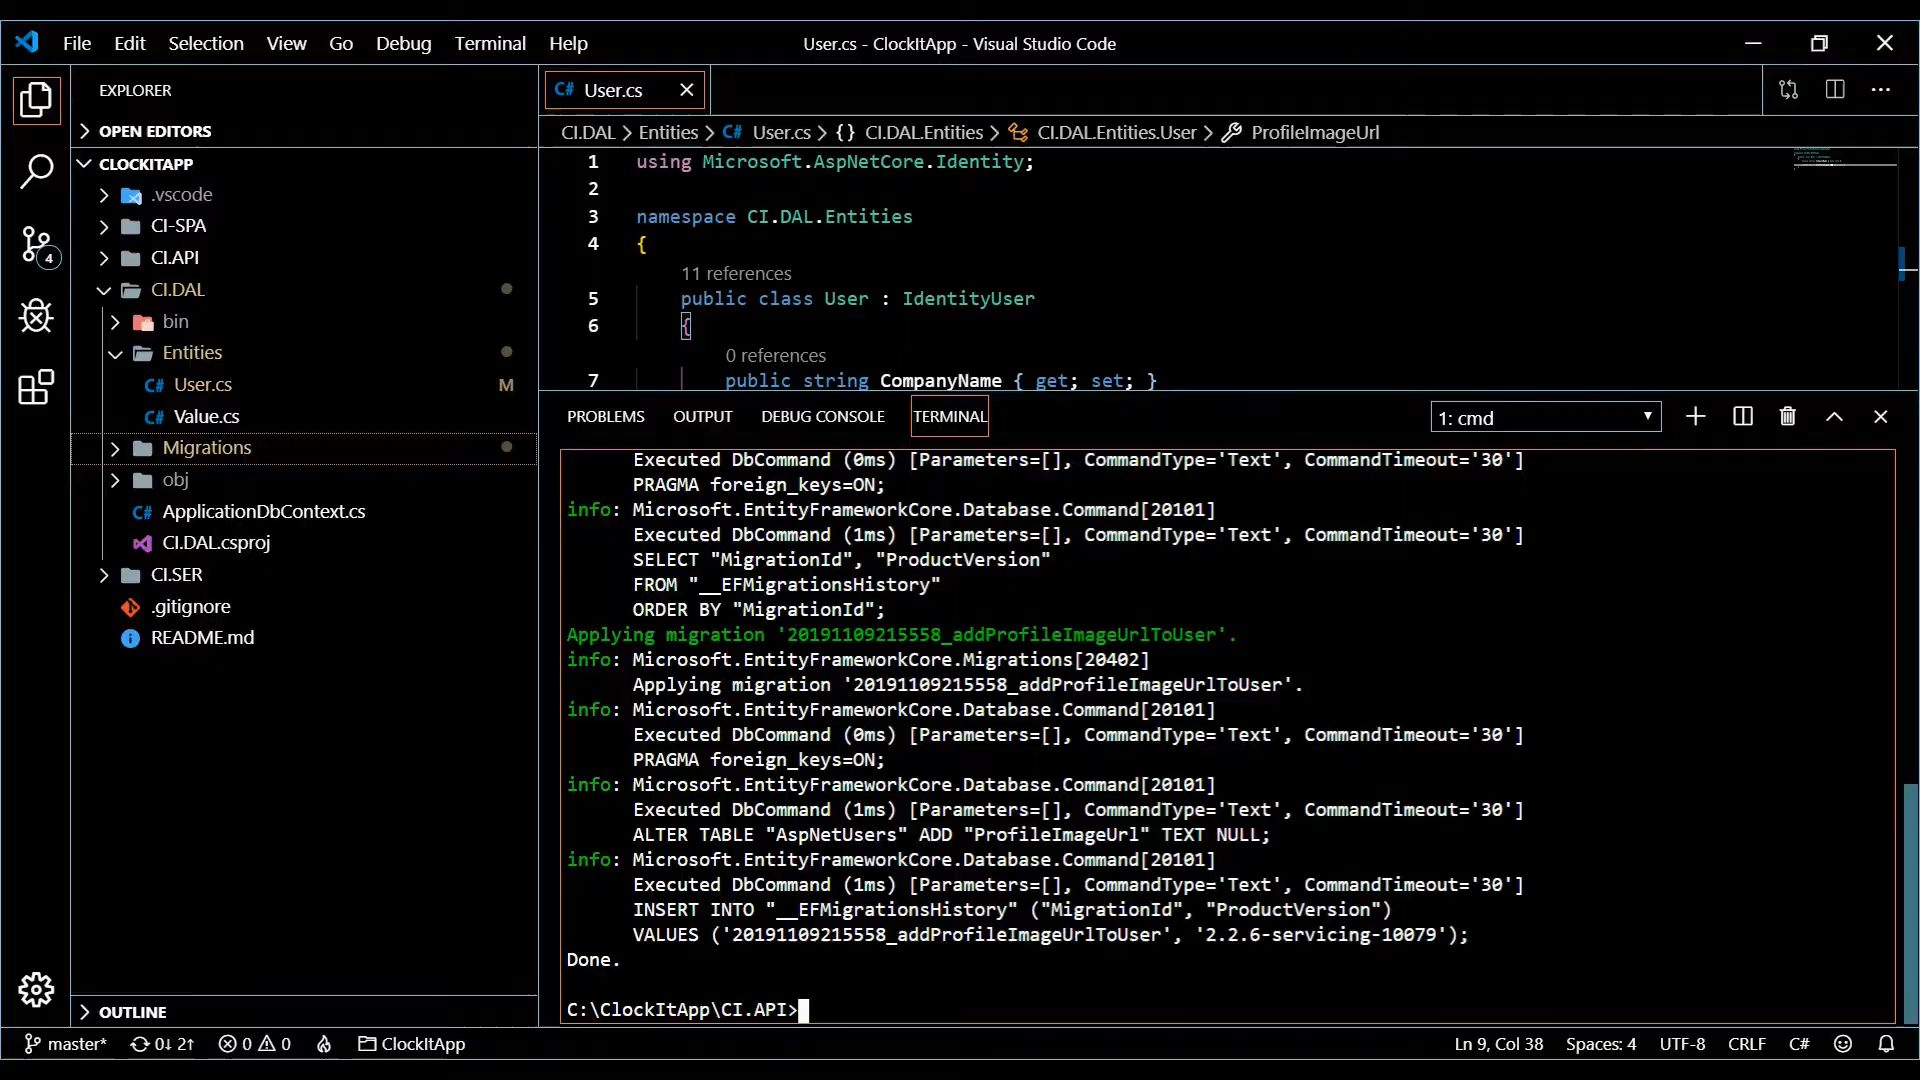 File Edit Selection View Go Debug Terminal Help
User.cs - ClockItApp - Visual Studio Code
EXPLORER
OPEN EDITORS
CLOCKITAPP
.vscode
CI-SPA
CI.API
CI.DAL
bin
Entities
C# User.cs M
C# Value.cs
Migrations
obj
C# ApplicationDbContext.cs
CI.DAL.csproj
CI.SER
.gitignore
README.md
OUTLINE
4
C# User.cs
CI.DAL > Entities > C# User.cs > {} CI.DAL.Entities > CI.DAL.Entities.User > ProfileImageUrl
1 using Microsoft.AspNetCore.Identity;
2
3 namespace CI.DAL.Entities
4 {
11 references
5 public class User : IdentityUser
6 {
0 references
7 public string CompanyName { get; set; }
PROBLEMS OUTPUT DEBUG CONSOLE TERMINAL
1: cmd
Executed DbCommand (0ms) [Parameters=[], CommandType='Text', CommandTimeout='30']
PRAGMA foreign_keys=ON;
info: Microsoft.EntityFrameworkCore.Database.Command[20101]
Executed DbCommand (1ms) [Parameters=[], CommandType='Text', CommandTimeout='30']
SELECT "MigrationId", "ProductVersion"
FROM "__EFMigrationsHistory"
ORDER BY "MigrationId";
Applying migration '20191109215558_addProfileImageUrlToUser'.
info: Microsoft.EntityFrameworkCore.Migrations[20402]
Applying migration '20191109215558_addProfileImageUrlToUser'.
info: Microsoft.EntityFrameworkCore.Database.Command[20101]
Executed DbCommand (0ms) [Parameters=[], CommandType='Text', CommandTimeout='30']
PRAGMA foreign_keys=ON;
info: Microsoft.EntityFrameworkCore.Database.Command[20101]
Executed DbCommand (1ms) [Parameters=[], CommandType='Text', CommandTimeout='30']
ALTER TABLE "AspNetUsers" ADD "ProfileImageUrl" TEXT NULL;
info: Microsoft.EntityFrameworkCore.Database.Command[20101]
Executed DbCommand (1ms) [Parameters=[], CommandType='Text', CommandTimeout='30']
INSERT INTO "__EFMigrationsHistory" ("MigrationId", "ProductVersion")
VALUES ('20191109215558_addProfileImageUrlToUser', '2.2.6-servicing-10079');
Done.
C:\ClockItApp\CI.API>
master* 0↓ 2↑ 0 0 ClockItApp
Ln 9, Col 38 Spaces: 4 UTF-8 CRLF C#